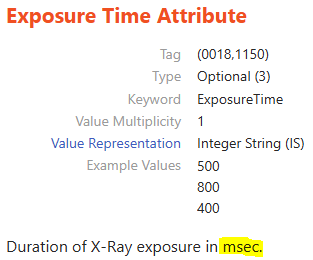 Exposure Time Attribute
Tag (0018,1150)
Type Optional (3)
Keyword ExposureTime
Value Multiplicity 1
Value Representation Integer String (IS)
Example Values 500
800
400
Duration of X-Ray exposure in msec.